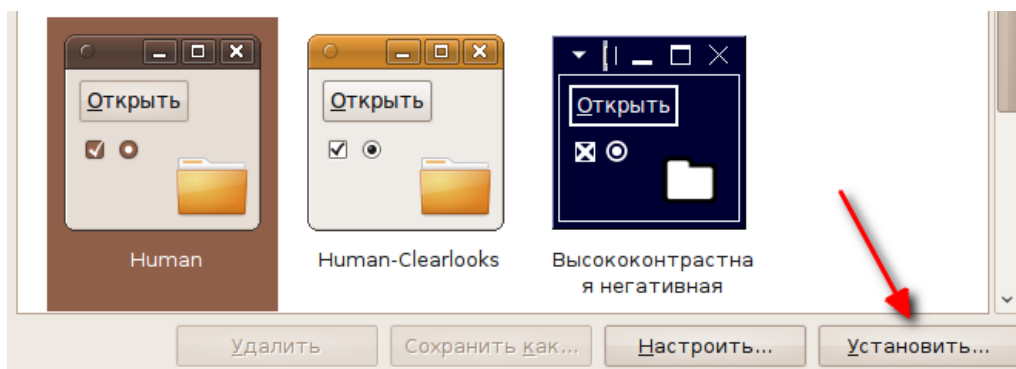 Открыть
Открыть
Открыть
Human
Human-Clearlooks
Высококонтрастна
я негативная
Удалить
Сохранить как...
Настроить...
Установить...